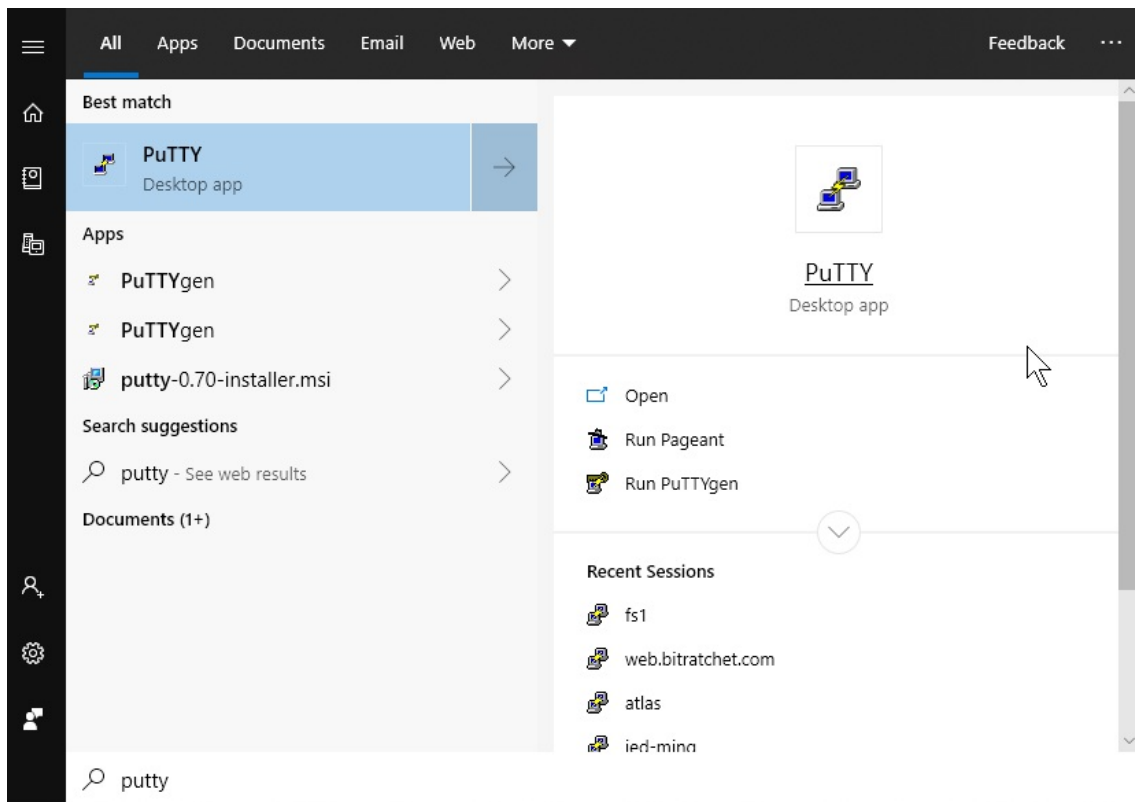 All Apps Documents Email Web More Feedback
Best match
PuTTY
Desktop app
Apps
PuTTYgen
PuTTYgen
putty-0.70-installer.msi
Search suggestions
putty - See web results
Documents (1+)
PuTTY
Desktop app
Open
Run Pageant
Run PuTTYgen
Recent Sessions
fs1
web.bitratchet.com
atlas
ied-ming
putty